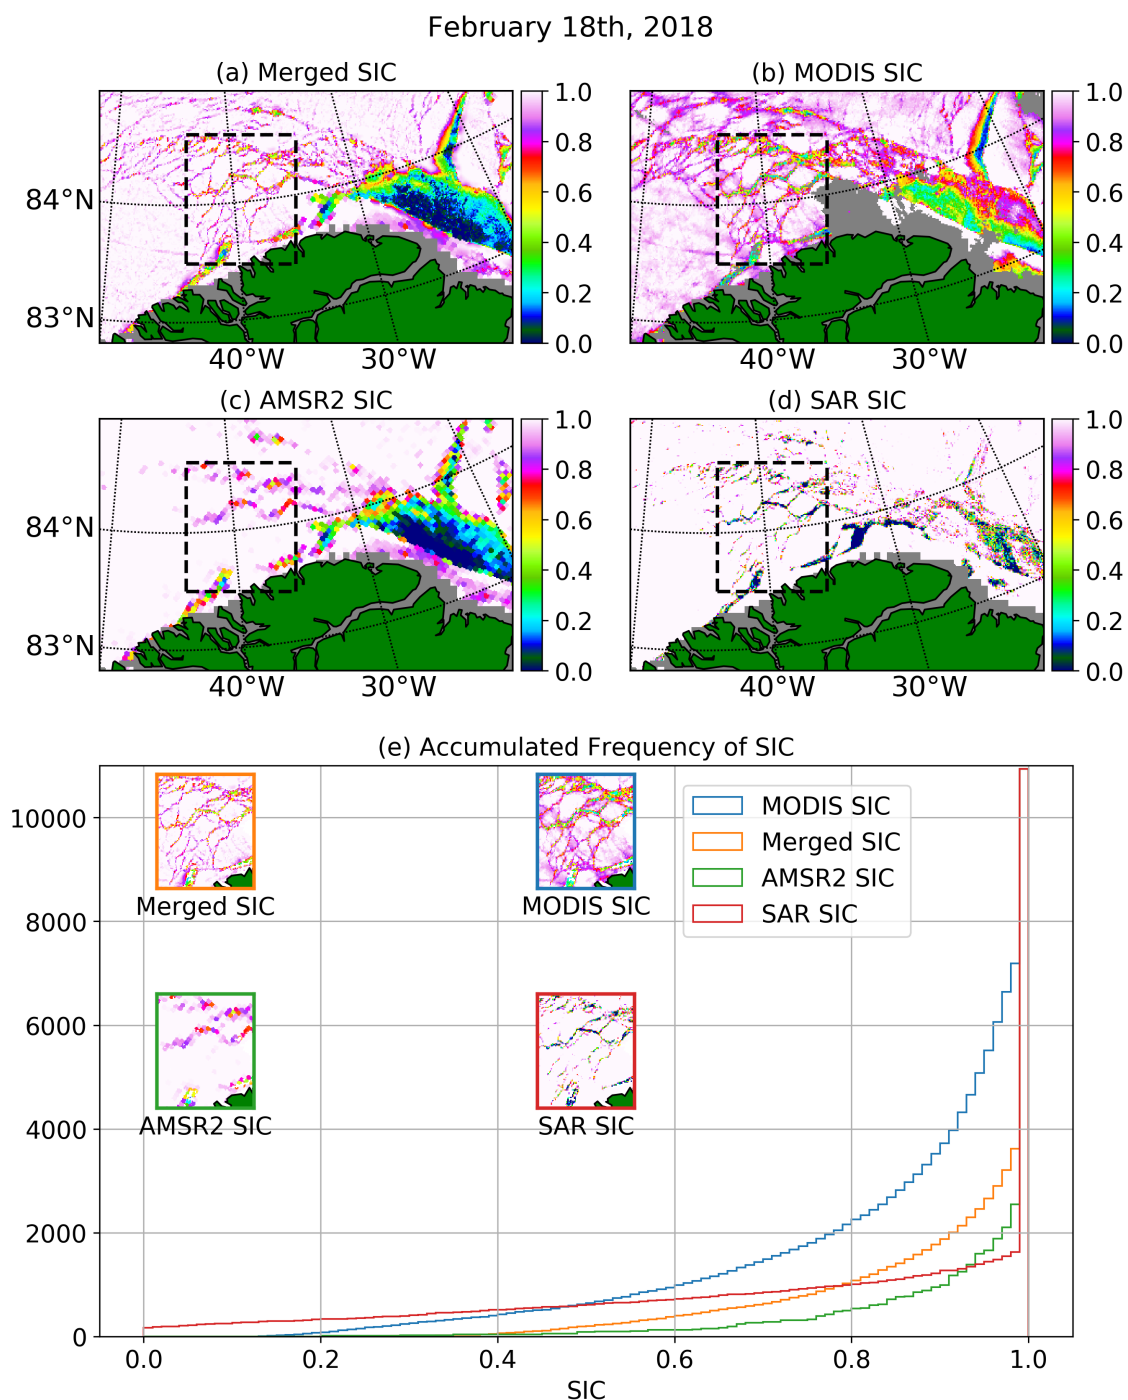 February 18th, 2018
(a) Merged SIC
(b) MODIS SIC
1.0
0.8
0.6
0.4
0.2
0.0
1.0
0.8
0.6
0.4
0.2
0.0
84°N
83°N
40°W
30°W
40°W
30°W
(c) AMSR2 SIC
(d) SAR SIC
1.0
0.8
0.6
0.4
0.2
0.0
1.0
0.8
0.6
0.4
0.2
0.0
84°N
83°N
40°W
30°W
40°W
30°W
(e) Accumulated Frequency of SIC
10000
8000
6000
4000
2000
0
Merged SIC
MODIS SIC
AMSR2 SIC
SAR SIC
MODIS SIC
Merged SIC
AMSR2 SIC
SAR SIC
0.0
0.2
0.4
0.6
0.8
1.0
SIC